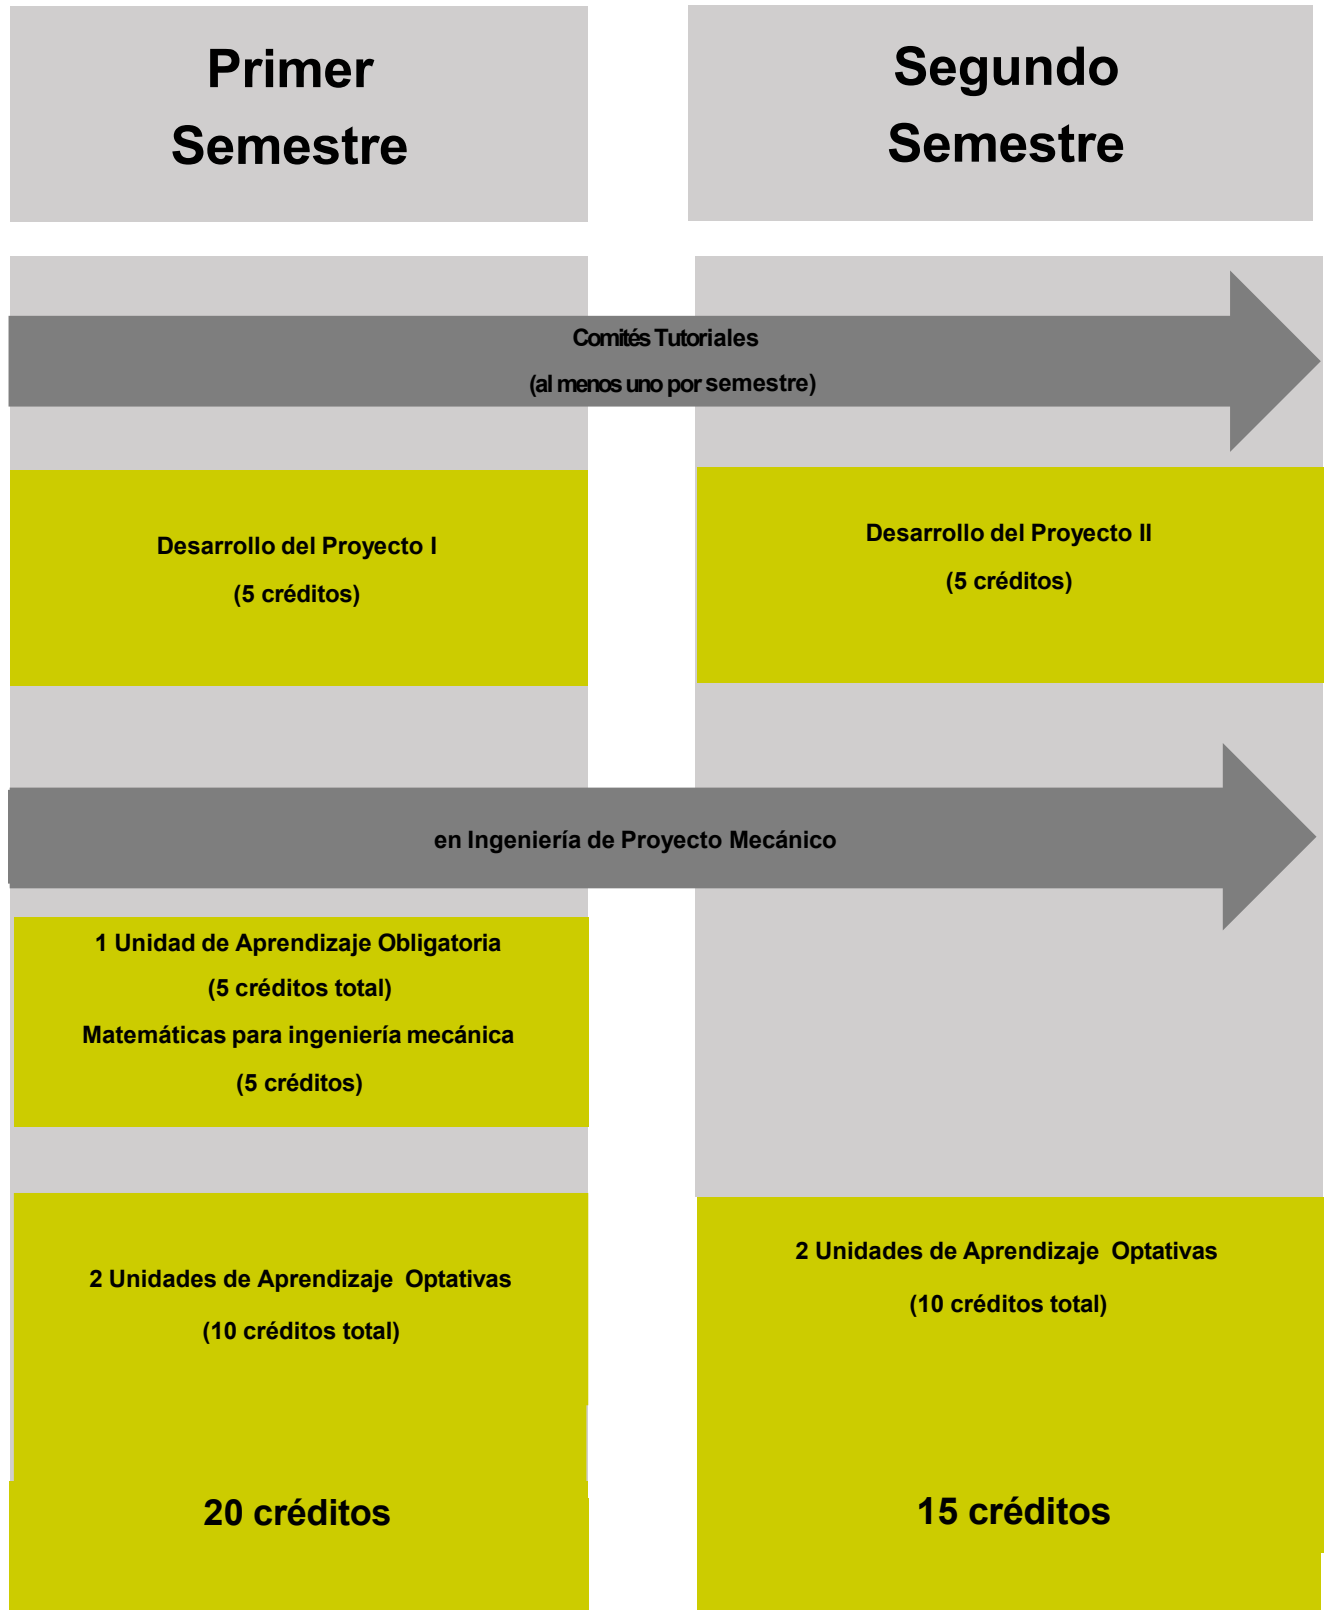 Primer
Semestre
Segundo
Semestre
Comités Tutoriales
(al menos uno por semestre)
Desarrollo del Proyecto I
(5 créditos)
Desarrollo del Proyecto II
(5 créditos)
en Ingeniería de Proyecto Mecánico
1 Unidad de Aprendizaje Obligatoria
(5 créditos total)
Matemáticas para ingeniería mecánica
(5 créditos)
2 Unidades de Aprendizaje Optativas
(10 créditos total)
2 Unidades de Aprendizaje Optativas
(10 créditos total)
20 créditos
15 créditos